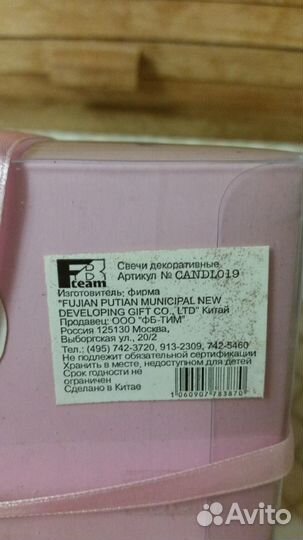 FBR team
Свечи декоративные
Артикул № CANDL019
Изготовитель: фирма
"FUJIAN PUTIAN MUNICIPAL NEW
DEVELOPING GIFT CO., LTD" Китай
Продавец: ООО "ФБ-ТИМ"
Россия 125130 Москва,
Выборгская ул., 20/2
Тел.: (495) 742-3720, 913-2309, 742-5460
Не подлежит обязательной сертификации
Хранить в месте, недоступном для детей
Срок годности не
ограничен
Сделано в Китае
1 060907 783870
Avito